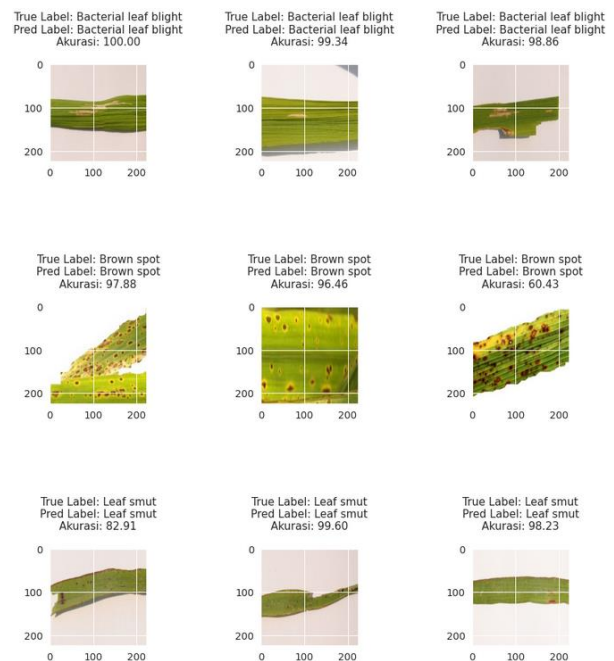 True Label: Bacterial leaf blight
Pred Label: Bacterial leaf blight
Akurasi: 100.00
0
100
200
0
100
200
True Label: Bacterial leaf blight
Pred Label: Bacterial leaf blight
Akurasi: 99.34
0
100
200
0
100
200
True Label: Bacterial leaf blight
Pred Label: Bacterial leaf blight
Akurasi: 98.86
0
100
200
0
100
200
True Label: Brown spot
Pred Label: Brown spot
Akurasi: 97.88
0
100
200
0
100
200
True Label: Brown spot
Pred Label: Brown spot
Akurasi: 96.46
0
100
200
0
100
200
True Label: Brown spot
Pred Label: Brown spot
Akurasi: 60.43
0
100
200
0
100
200
True Label: Leaf smut
Pred Label: Leaf smut
Akurasi: 82.91
0
100
200
0
100
200
True Label: Leaf smut
Pred Label: Leaf smut
Akurasi: 99.60
0
100
200
0
100
200
True Label: Leaf smut
Pred Label: Leaf smut
Akurasi: 98.23
0
100
200
0
100
200